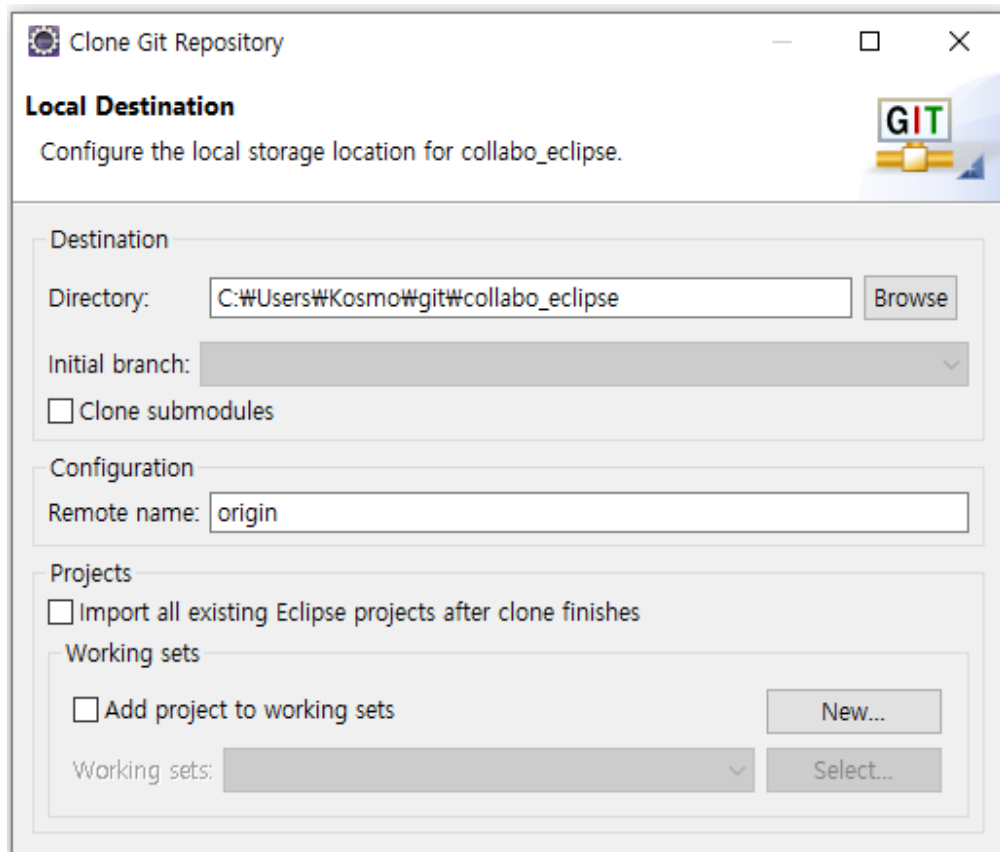 Clone Git Repository
Local Destination
Configure the local storage location for collabo_eclipse.
GIT
Destination
Directory: C:₩Users₩Kosmo₩git₩collabo_eclipse Browse
Initial branch:
Clone submodules
Configuration
Remote name: origin
Projects
Import all existing Eclipse projects after clone finishes
Working sets
Add project to working sets New...
Working sets: Select...